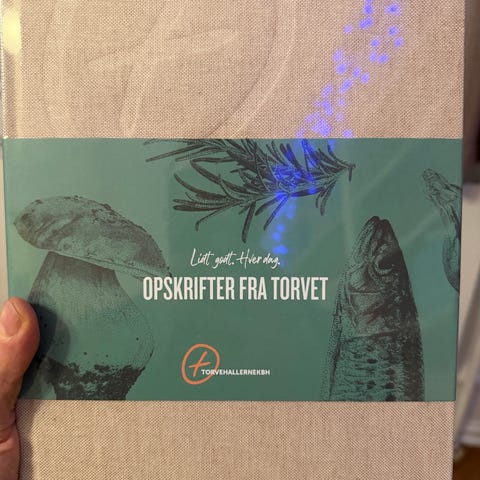 Lidt godt. Hver dag.
OPSKRIFTER FRA TORVET
TORVEHALLERNEKBH